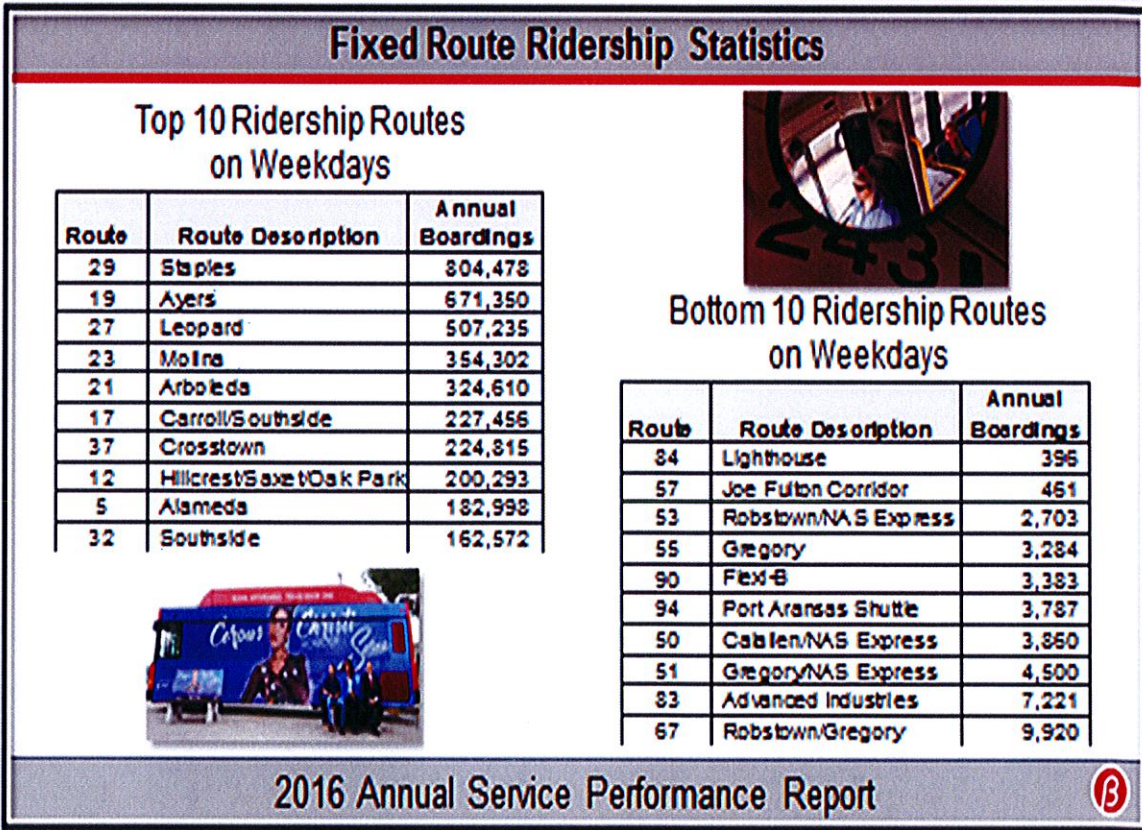 Fixed Route Ridership Statistics
Top 10 Ridership Routes
on Weekdays
Route Route Description Annual Boardings
29 Staples 804,478
19 Ayers 671,350
27 Leopard 507,235
23 Molina 354,302
21 Arboleda 324,610
17 Carroll/Southside 227,456
37 Crosstown 224,815
12 Hillcrest/Saxet/Oak Park 200,293
5 Alameda 182,998
32 Southside 162,572
Corpus Christi
243
Bottom 10 Ridership Routes
on Weekdays
Route Route Description Annual Boardings
84 Lighthouse 396
57 Joe Fulton Corridor 461
53 Robstown/NAS Express 2,703
55 Gregory 3,284
90 Flexi-B 3,383
94 Port Aransas Shuttle 3,787
50 Calallen/NAS Express 3,860
51 Gregory/NAS Express 4,500
83 Advanced Industries 7,221
67 Robstown/Gregory 9,920
2016 Annual Service Performance Report
β